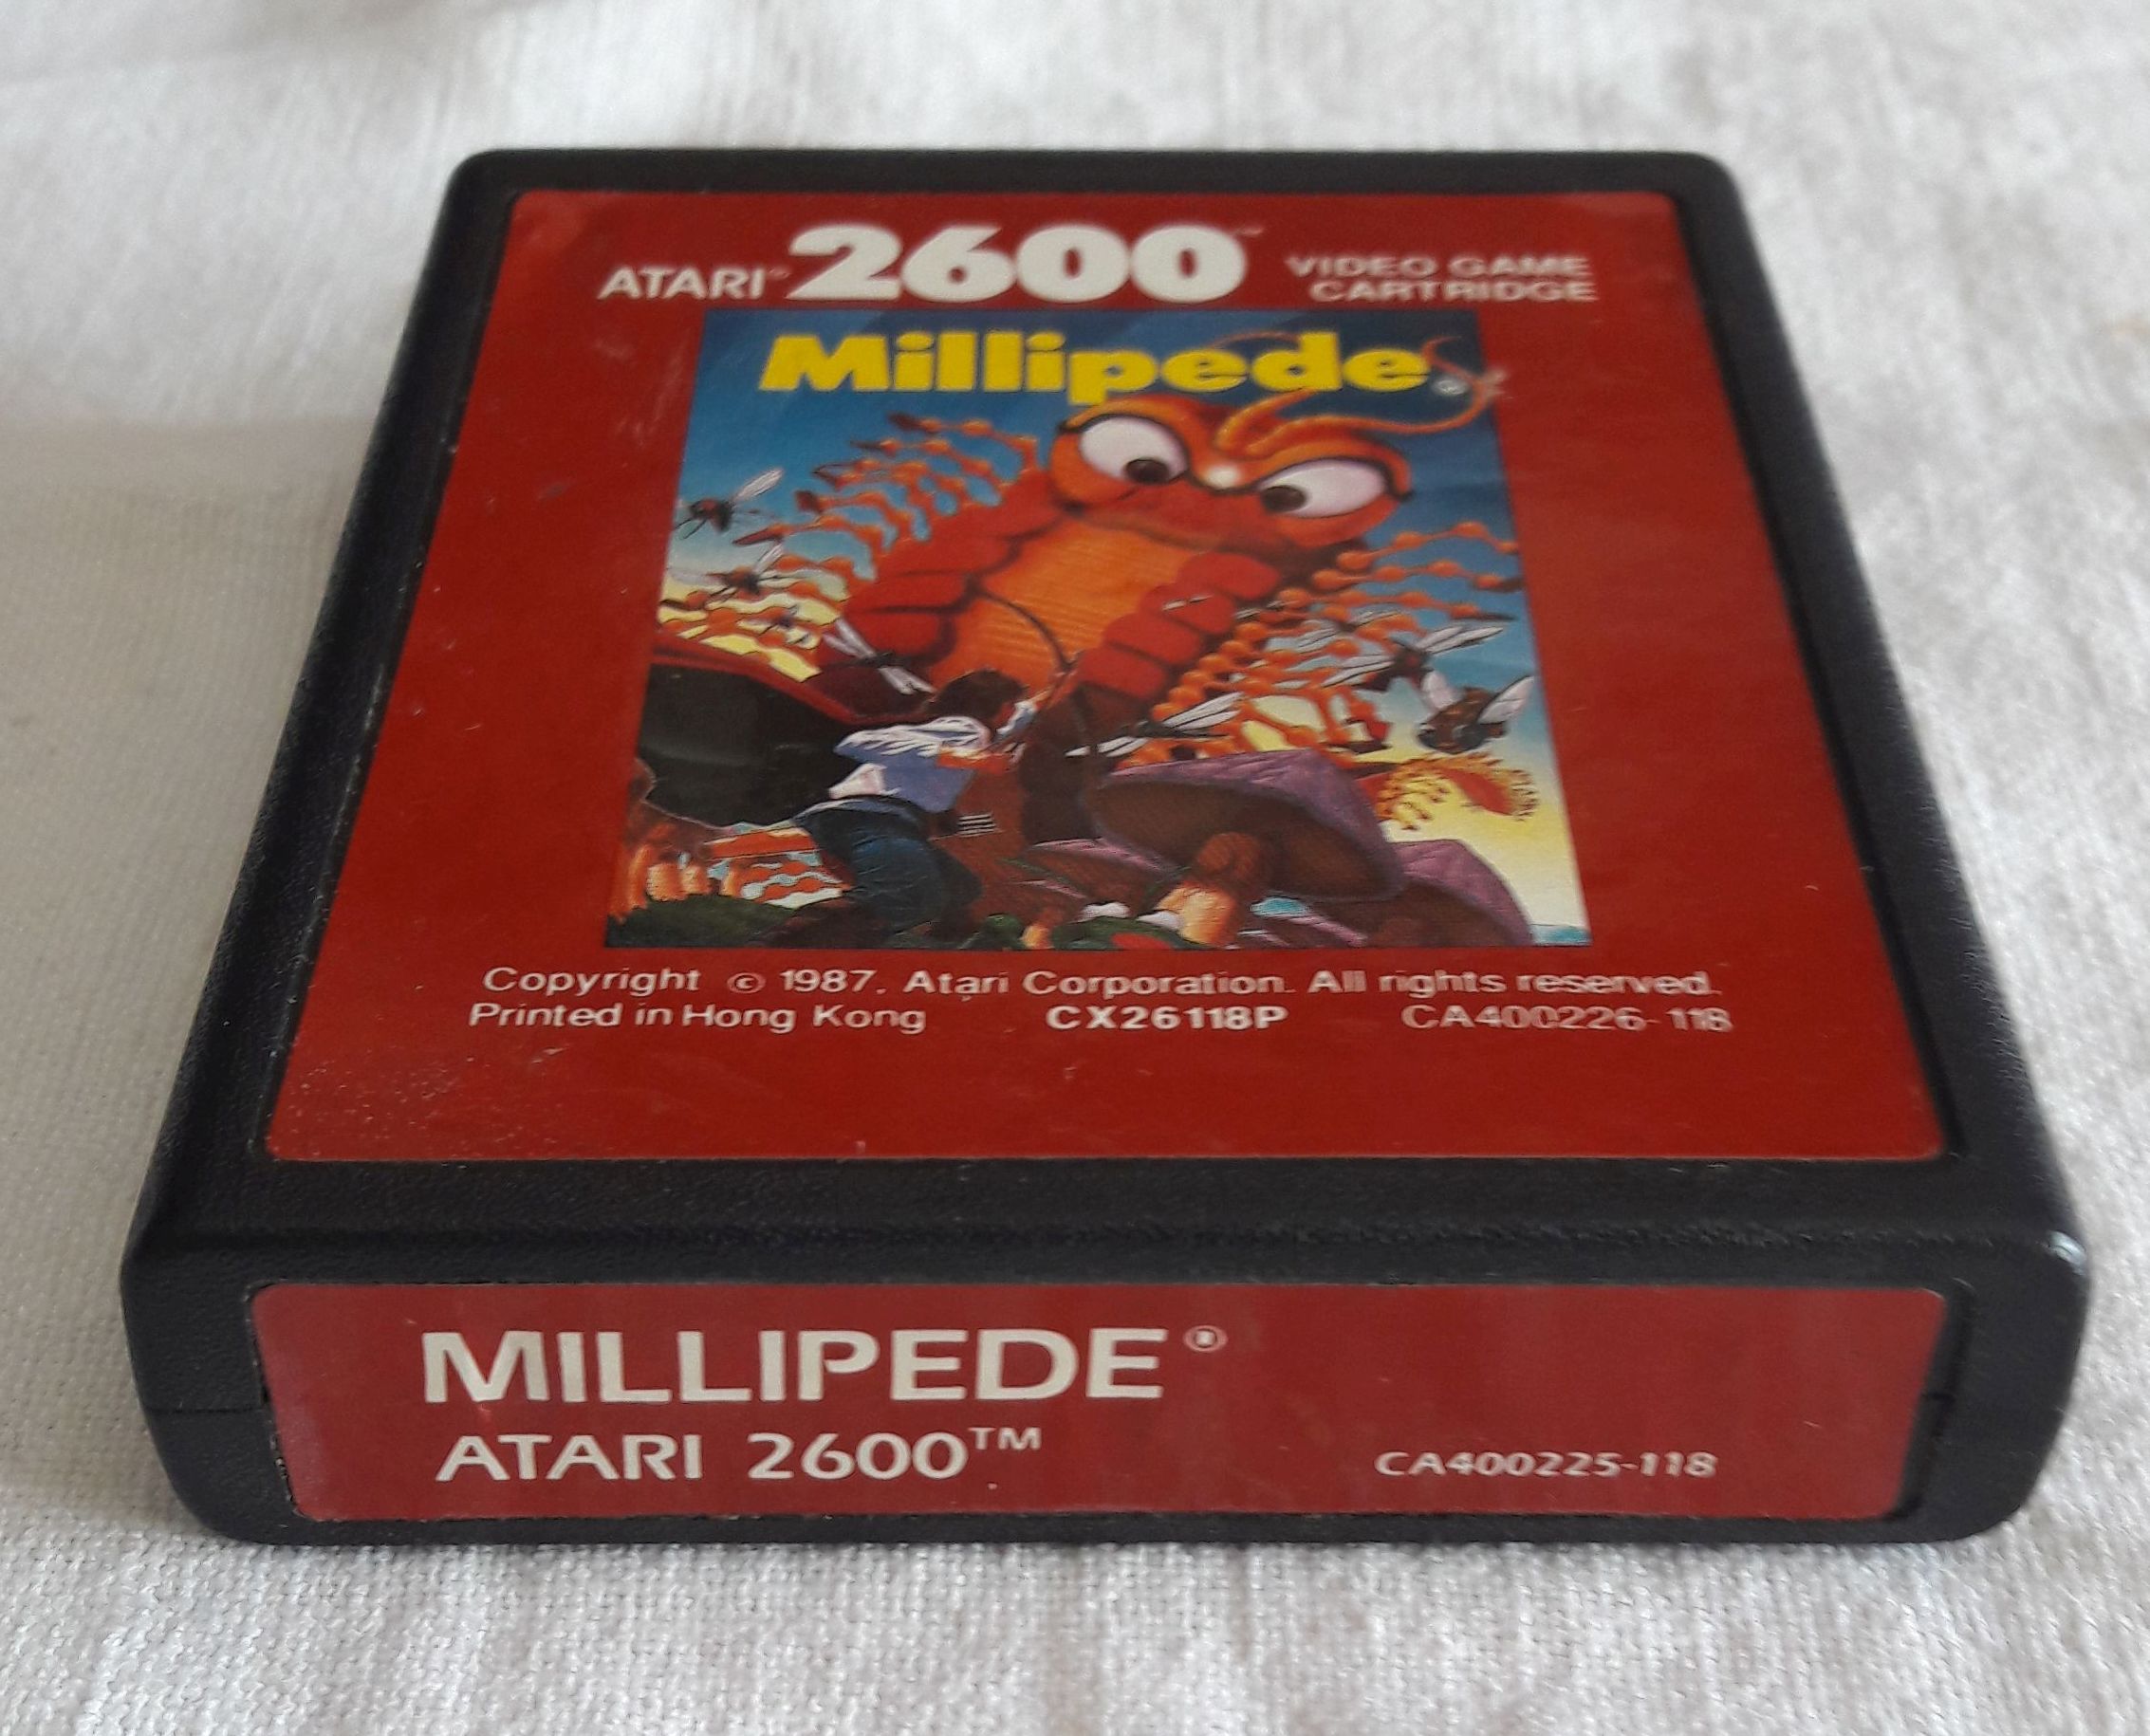 ATARI® 2600™ VIDEO GAME
CARTRIDGE
Millipede®
Copyright © 1987. Atari Corporation. All rights reserved.
Printed in Hong Kong CX26118P CA400226-118
MILLIPEDE®
ATARI 2600™ CA400225-118